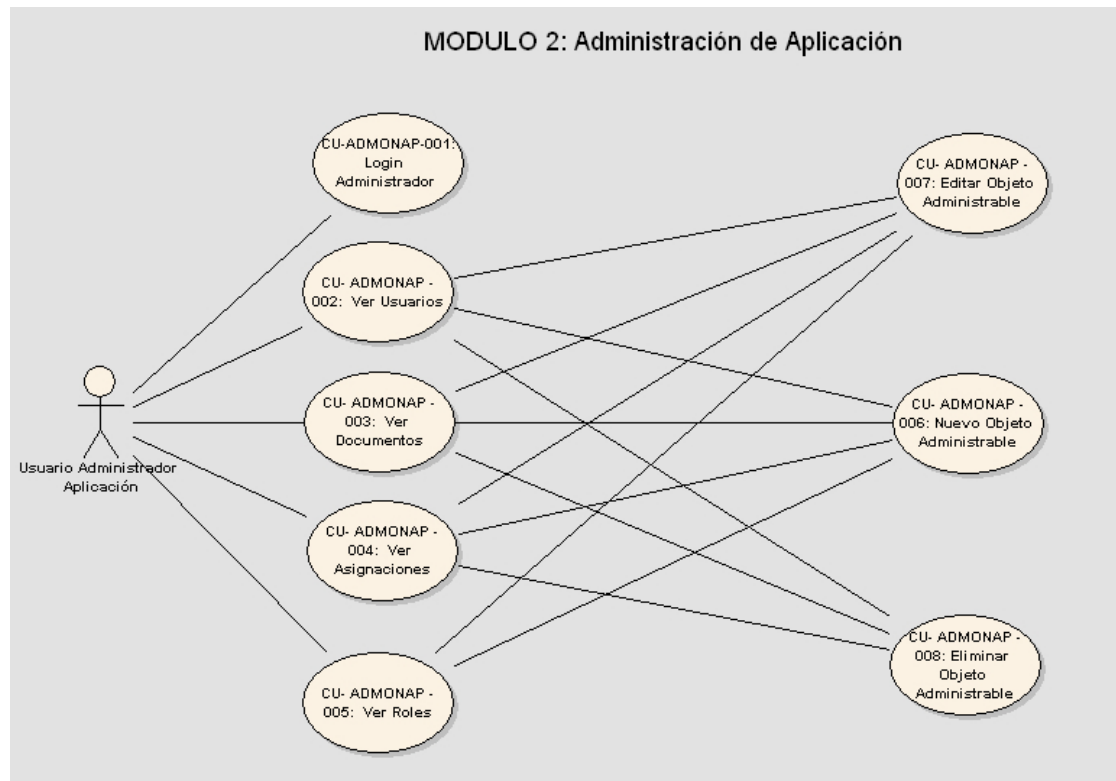 MODULO 2: Administración de Aplicación
CU-ADMONAP-001:
Login
Administrador
CU- ADMONAP -
002:  Ver Usuarios
CU- ADMONAP -
003:  Ver
Documentos
CU- ADMONAP -
004:  Ver
Asignaciones
CU- ADMONAP -
005:  Ver Roles
Usuario Administrador
Aplicación
CU- ADMONAP -
007: Editar Objeto
Administrable
CU- ADMONAP -
006: Nuevo Objeto
Administrable
CU- ADMONAP -
008: Eliminar
Objeto
Administrable